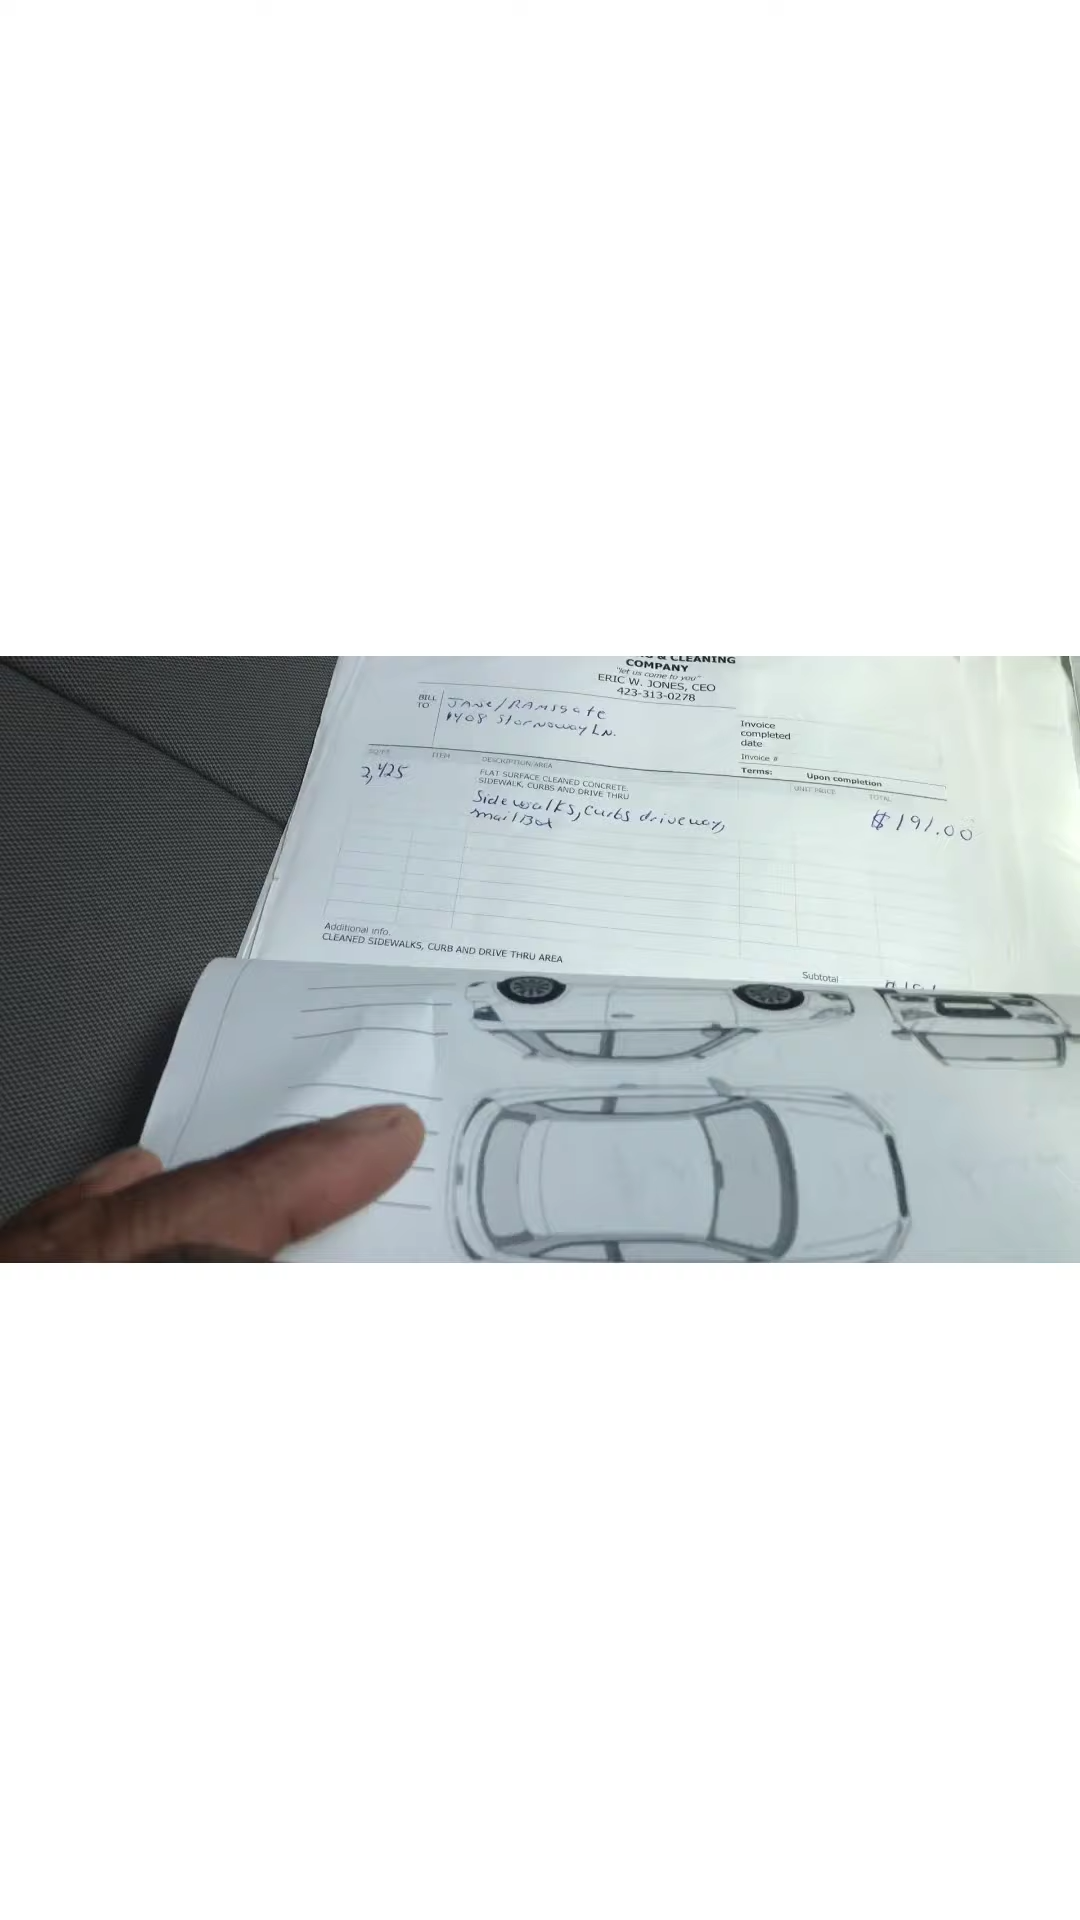 & CLEANING
COMPANY
"let us come to you"
ERIC W. JONES, CEO
423-313-0278
BILL
TO
JANE/RAMSgate
1408 Stornoway LN.
Invoice
completed
date
Invoice #
Terms: Upon completion
SQ/FT ITEM DESCRIPTION/AREA UNIT PRICE TOTAL
2,425
FLAT SURFACE CLEANED CONCRETE.
SIDEWALK, CURBS AND DRIVE THRU
Sidewalks, Curbs driveway,
mailBox
$191.00
Additional info.
CLEANED SIDEWALKS, CURB AND DRIVE THRU AREA
Subtotal